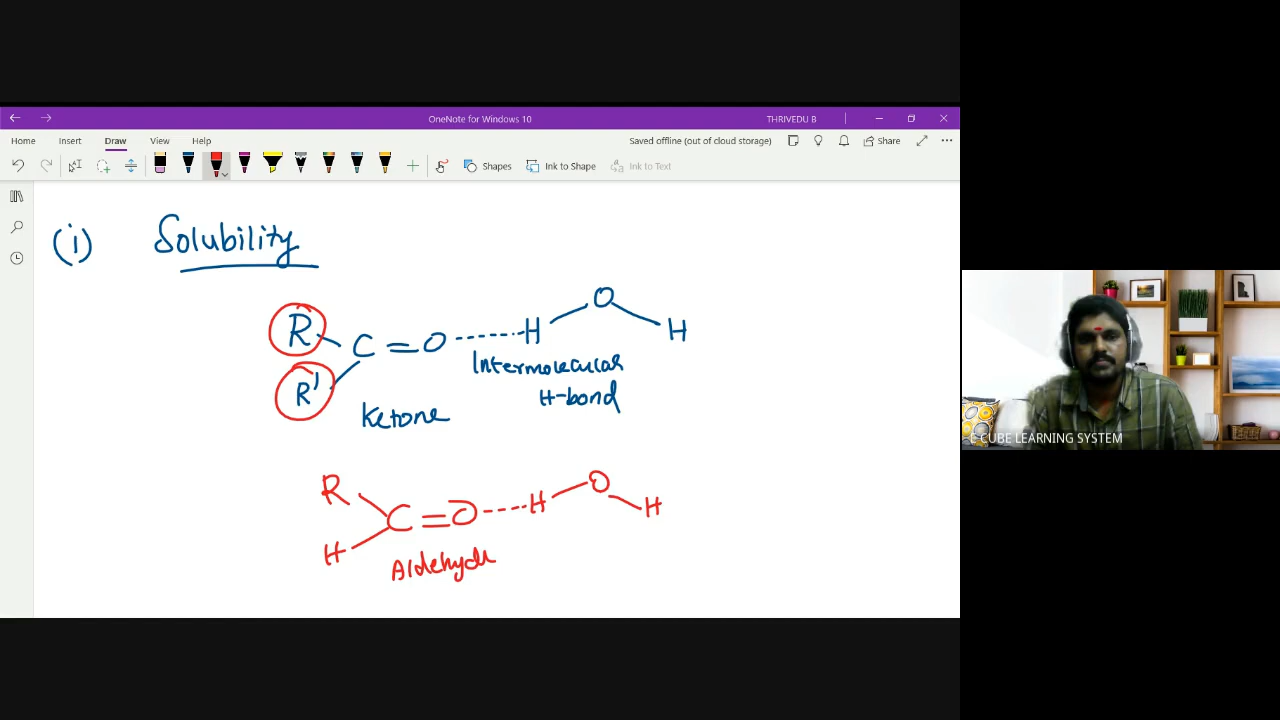 OneNote for Windows 10
THRIVEDU B
Home Insert Draw View Help
Saved offline (out of cloud storage)
Share
Shapes
Ink to Shape
Ink to Text
(i) Solubility
R
R'
C = O ------ H
O
H
Intermolecular
H-bond
Ketone
R
H
C = O ---- H
O
H
Aldehyde
E CUBE LEARNING SYSTEM